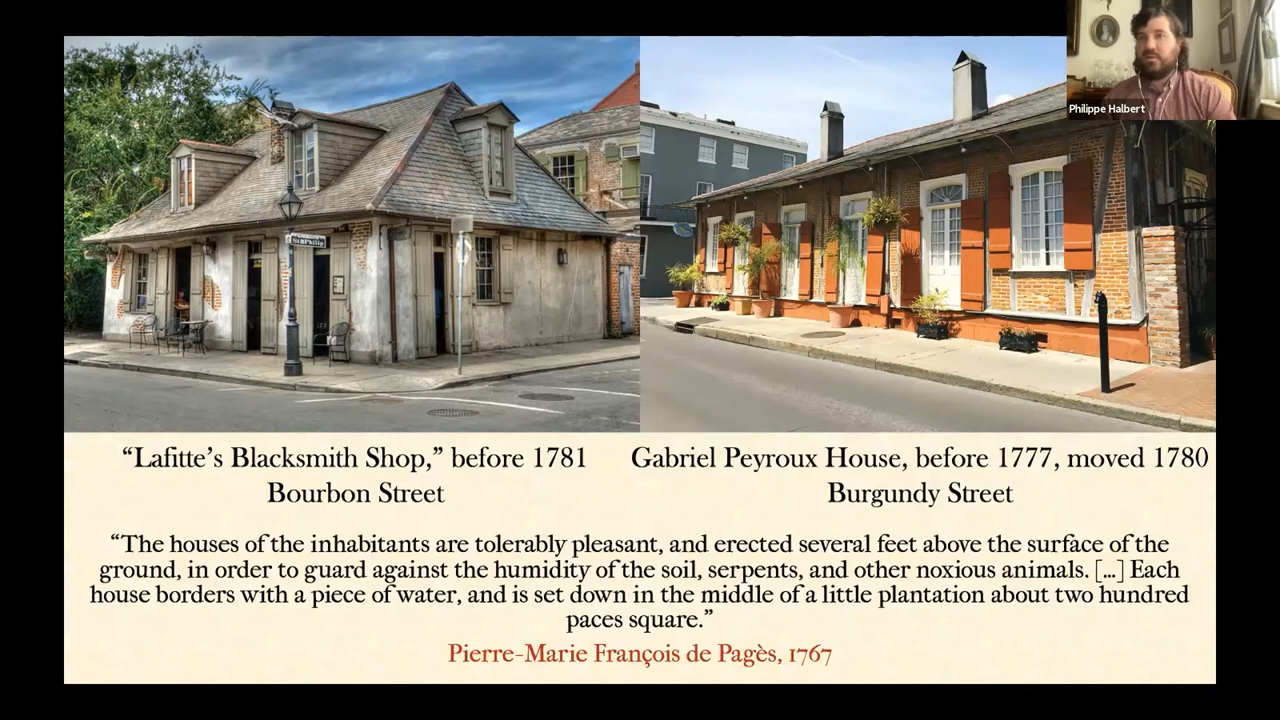 Philippe Halbert
St. Philip
“Lafitte’s Blacksmith Shop,” before 1781
Bourbon Street
Gabriel Peyroux House, before 1777, moved 1780
Burgundy Street
“The houses of the inhabitants are tolerably pleasant, and erected several feet above the surface of the
ground, in order to guard against the humidity of the soil, serpents, and other noxious animals. [...] Each
house borders with a piece of water, and is set down in the middle of a little plantation about two hundred
paces square.”
Pierre-Marie François de Pagès, 1767